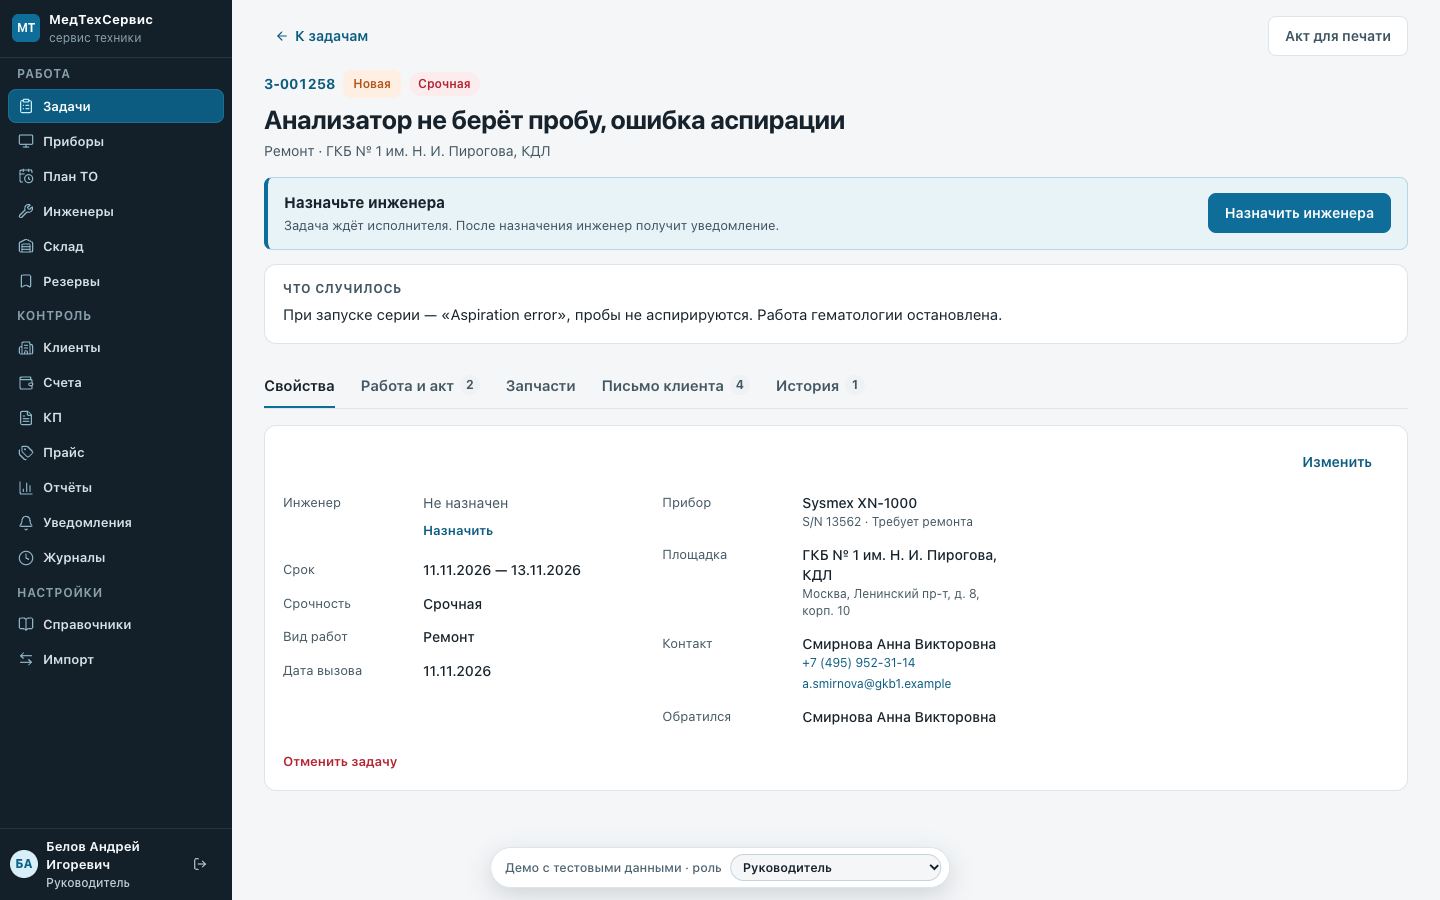 МТ
МедТехСервис
сервис техники
РАБОТА
Задачи
Приборы
План ТО
Инженеры
Склад
Резервы
КОНТРОЛЬ
Клиенты
Счета
КП
Прайс
Отчёты
Уведомления
Журналы
НАСТРОЙКИ
Справочники
Импорт
БА
Белов Андрей
Игоревич
Руководитель
← К задачам
Акт для печати
З-001258 Новая Срочная
Анализатор не берёт пробу, ошибка аспирации
Ремонт · ГКБ № 1 им. Н. И. Пирогова, КДЛ
Назначьте инженера
Задача ждёт исполнителя. После назначения инженер получит уведомление.
Назначить инженера
ЧТО СЛУЧИЛОСЬ
При запуске серии — «Aspiration error», пробы не аспирируются. Работа гематологии остановлена.
Свойства Работа и акт 2 Запчасти Письмо клиента 4 История 1
Изменить
Инженер Не назначен
Назначить
Срок 11.11.2026 — 13.11.2026
Срочность Срочная
Вид работ Ремонт
Дата вызова 11.11.2026
Прибор Sysmex XN-1000
S/N 13562 · Требует ремонта
Площадка ГКБ № 1 им. Н. И. Пирогова,
КДЛ
Москва, Ленинский пр-т, д. 8,
корп. 10
Контакт Смирнова Анна Викторовна
+7 (495) 952-31-14
a.smirnova@gkb1.example
Обратился Смирнова Анна Викторовна
Отменить задачу
Демо с тестовыми данными · роль Руководитель